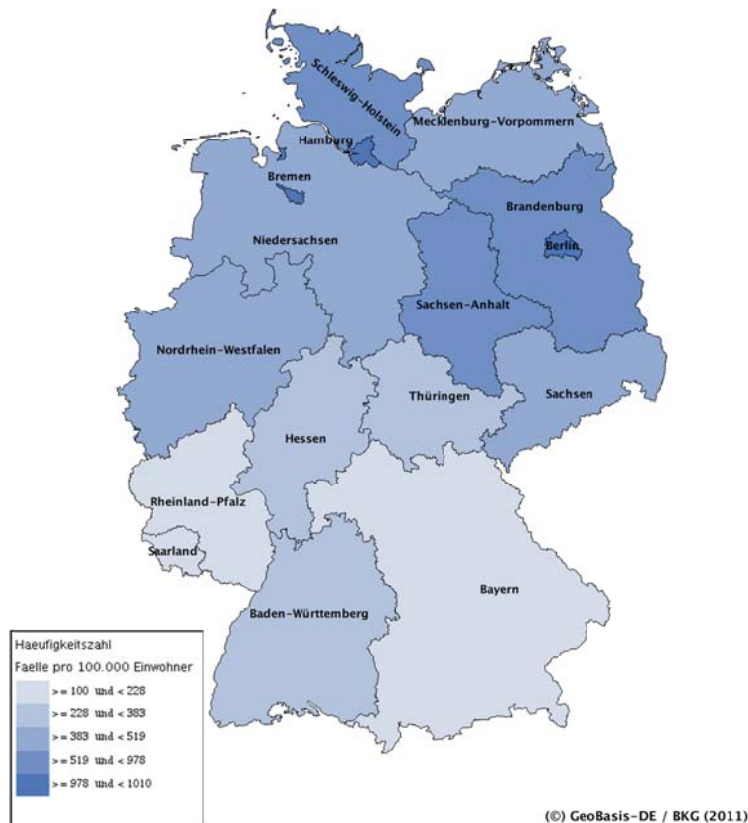 Schleswig-Holstein
Mecklenburg-Vorpommern
Hamburg
Bremen
Brandenburg
Berlin
Niedersachsen
Sachsen-Anhalt
Nordrhein-Westfalen
Thüringen
Sachsen
Hessen
Rheinland-Pfalz
Saarland
Bayern
Baden-Württemberg
Haeufigkeitszahl
Faelle pro 100.000 Einwohner
>= 100 und < 228
>= 228 und < 383
>= 383 und < 519
>= 519 und < 978
>= 978 und < 1010
(©) GeoBasis-DE / BKG (2011)